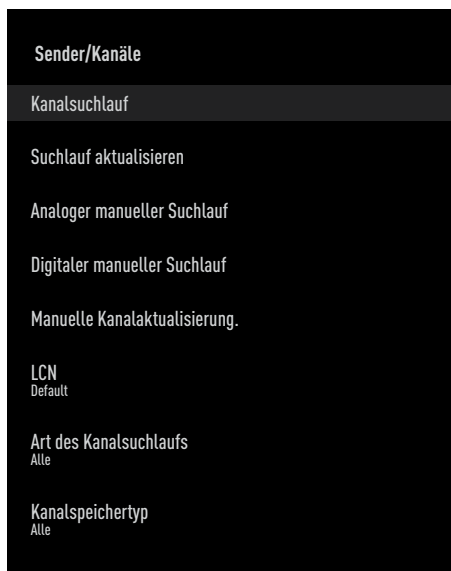 Sender/Kanäle
Kanalsuchlauf
Suchlauf aktualisieren
Analoger manueller Suchlauf
Digitaler manueller Suchlauf
Manuelle Kanalaktualisierung.
LCN
Default
Art des Kanalsuchlaufs
Alle
Kanalspeichertyp
Alle